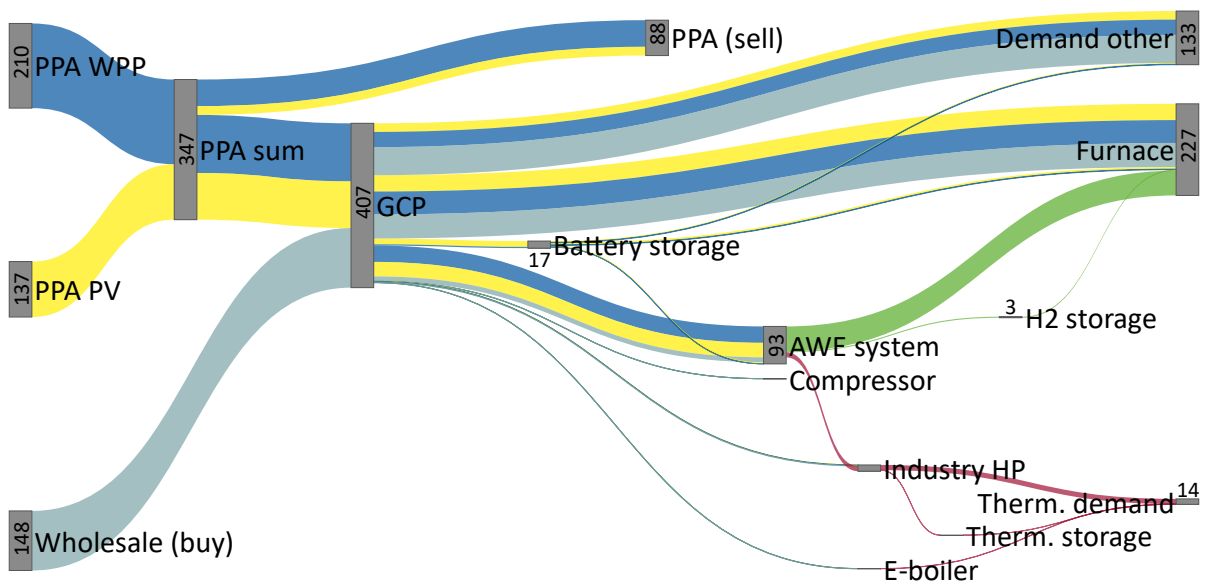 210
PPA WPP
347
PPA sum
137
PPA PV
148
Wholesale (buy)
88
PPA (sell)
407
GCP
17
Battery storage
133
Demand other
227
Furnace
3
H2 storage
93
AWE system
Compressor
Industry HP
14
Therm. demand
Therm. storage
E-boiler